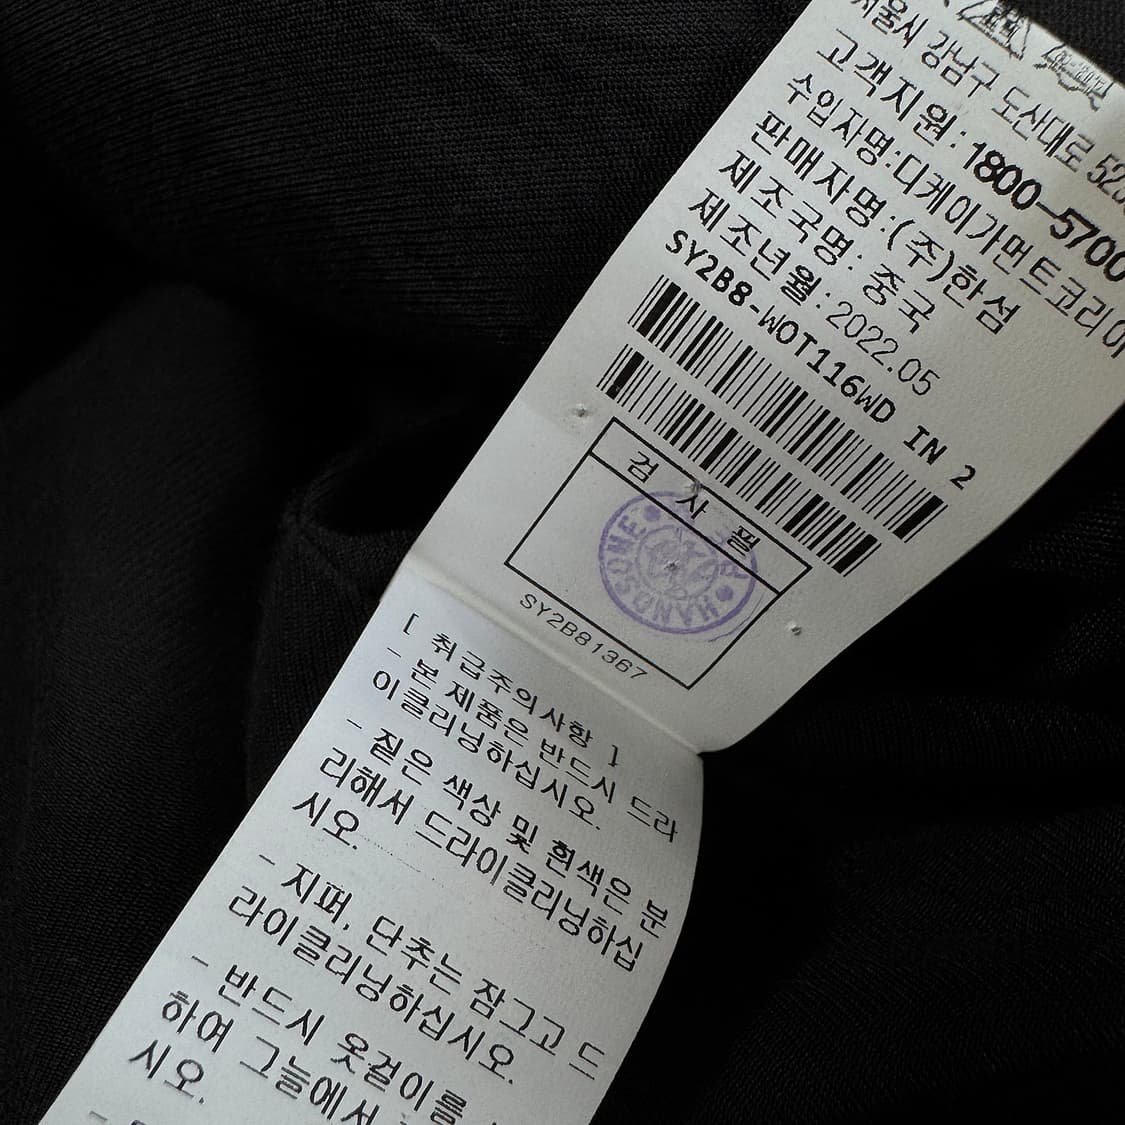 서울시 강남구 도산대로 523
고객지원:1800-5700
수입자명:디케이가먼트코리아
판매자명:(주)한섬
제조국명: 중국
제조년월:2022.05
SY2B8-WOT116WD IN 2
검 사 필
HANDSOME
SY2B81367
[ 취급주의사항 ]
- 본 제품은 반드시 드라
이클리닝하십시오.
- 짙은 색상 및 흰색은 분
리해서 드라이클리닝하십
시오.
- 지퍼, 단추는 잠그고 드
라이클리닝하십시오.
- 반드시 옷걸이를
하여 그늘에서
시오.